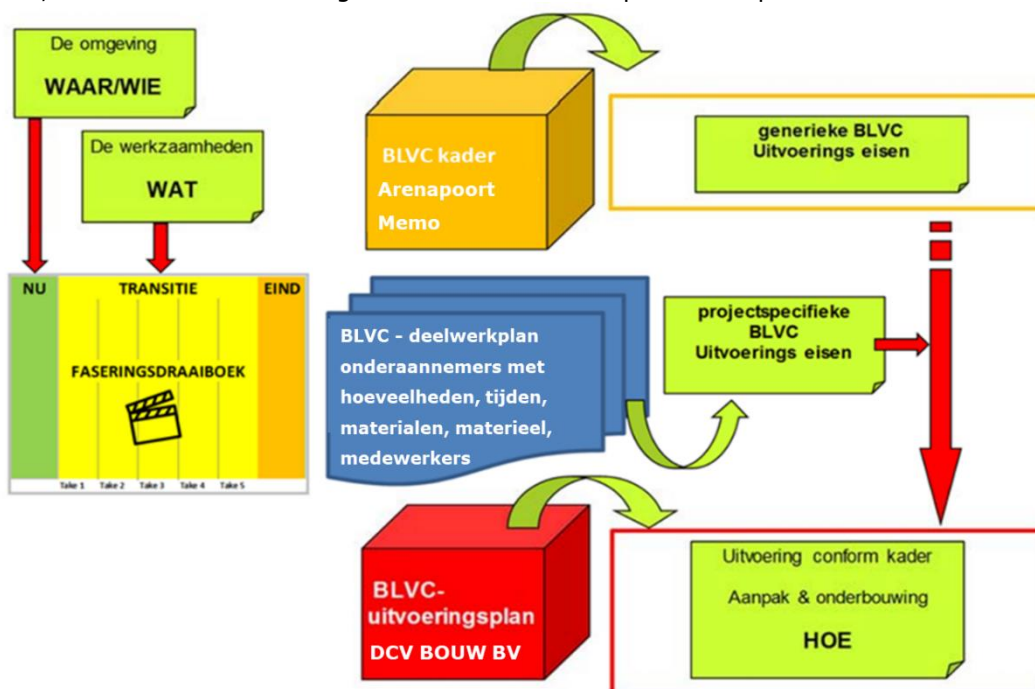 De omgeving
WAAR/WIE
De werkzaamheden
WAT
NU
TRANSITIE
EIND
FASERINGSDRAAIBOEK
Take 1
Take 2
Take 3
Take 4
Take 5
BLVC kader
Arenapoort
Memo
generieke BLVC
Uitvoerings eisen
BLVC - deelwerkplan
onderaannemers met
hoeveelheden, tijden,
materialen, materieel,
medewerkers
projectspecifieke
BLVC
Uitvoerings eisen
BLVC-
uitvoeringsplan
DCV BOUW BV
Uitvoering conform kader
Aanpak & onderbouwing
HOE